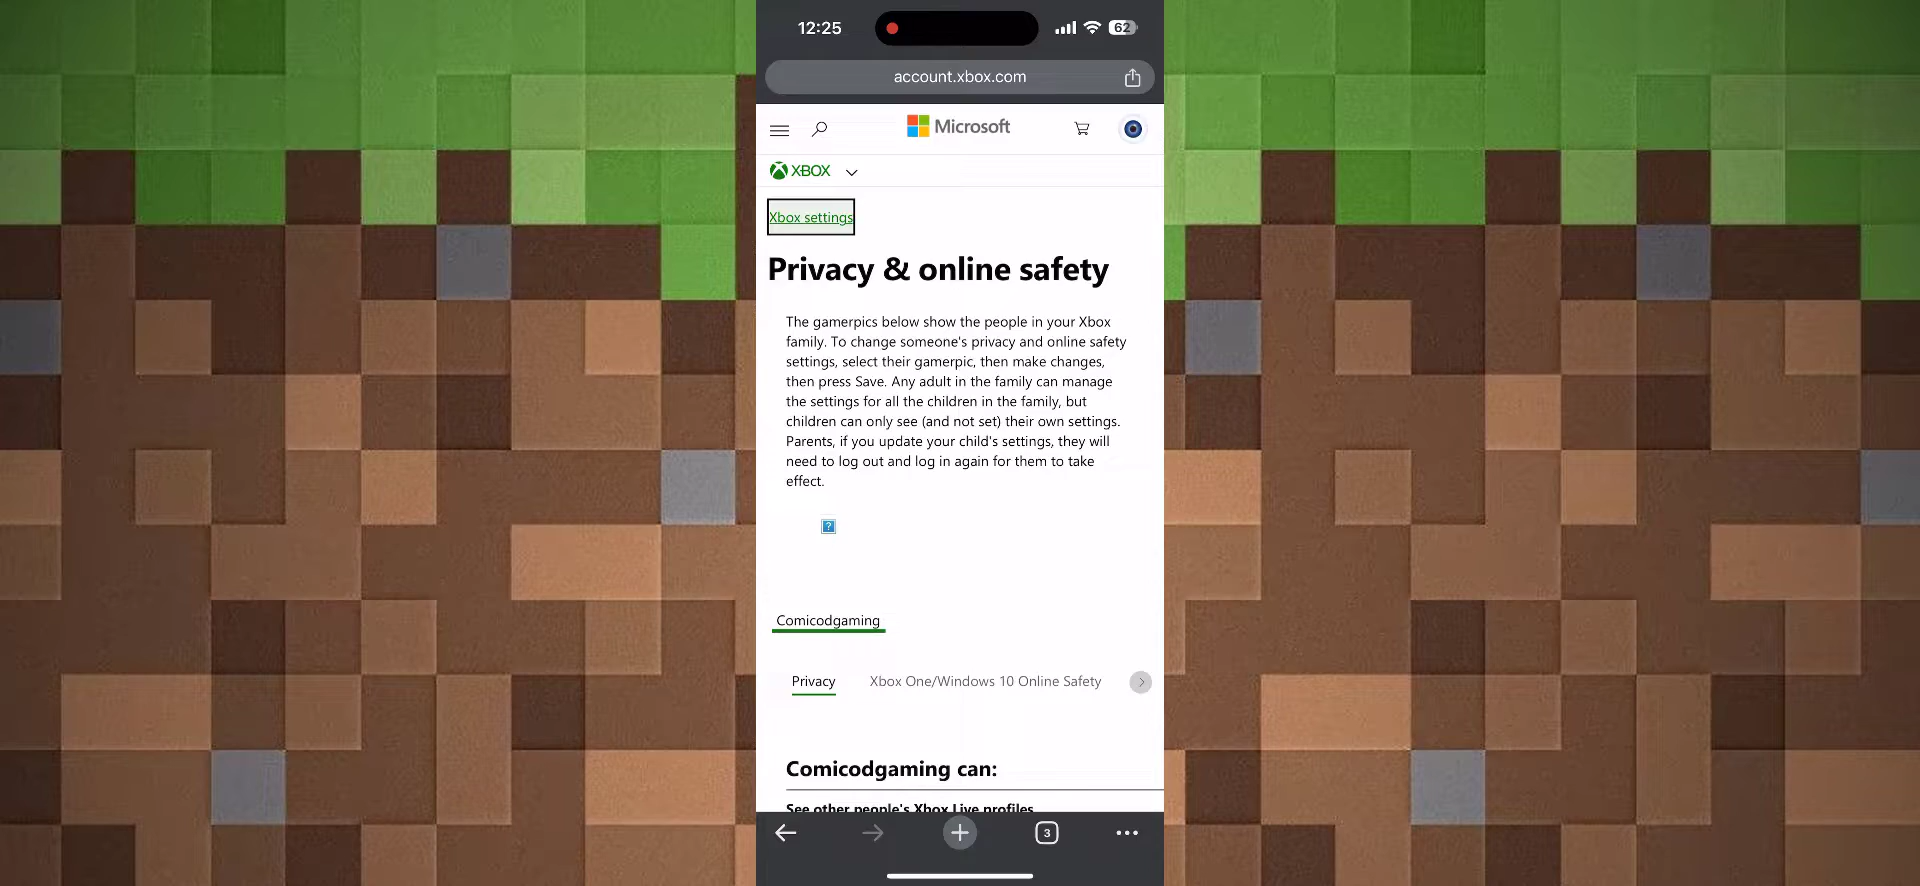 12:25
62
account.xbox.com
Microsoft
XBOX
Xbox settings
Privacy & online safety
The gamerpics below show the people in your Xbox
family. To change someone's privacy and online safety
settings, select their gamerpic, then make changes,
then press Save. Any adult in the family can manage
the settings for all the children in the family, but
children can only see (and not set) their own settings.
Parents, if you update your child's settings, they will
need to log out and log in again for them to take
effect.
?
Comicodgaming
Privacy
Xbox One/Windows 10 Online Safety
Comicodgaming can:
See other people's Xbox Live profiles
3